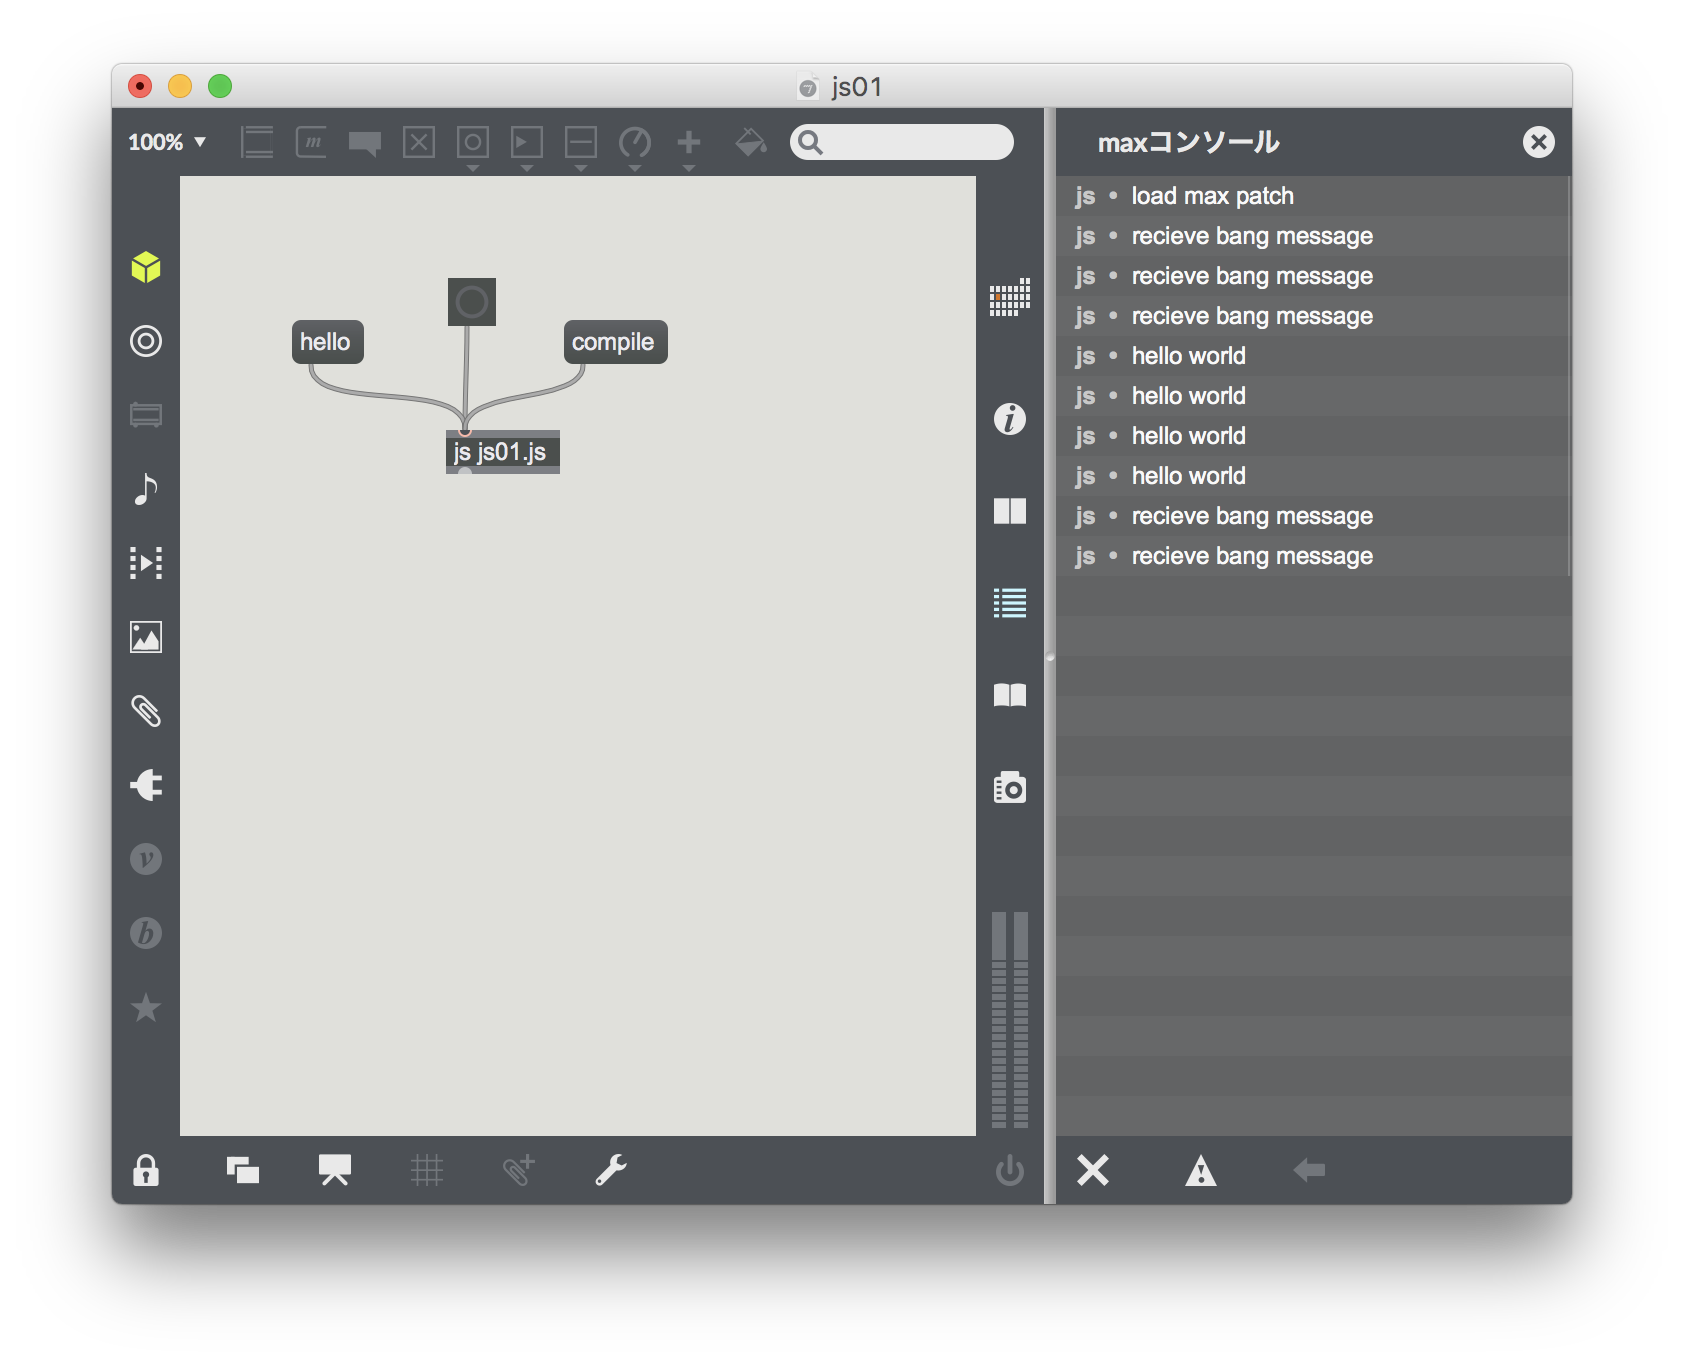 js01
100%
maxコンソール
hello
compile
js js01.js
js • load max patch
js • recieve bang message
js • recieve bang message
js • recieve bang message
js • hello world
js • hello world
js • hello world
js • hello world
js • recieve bang message
js • recieve bang message